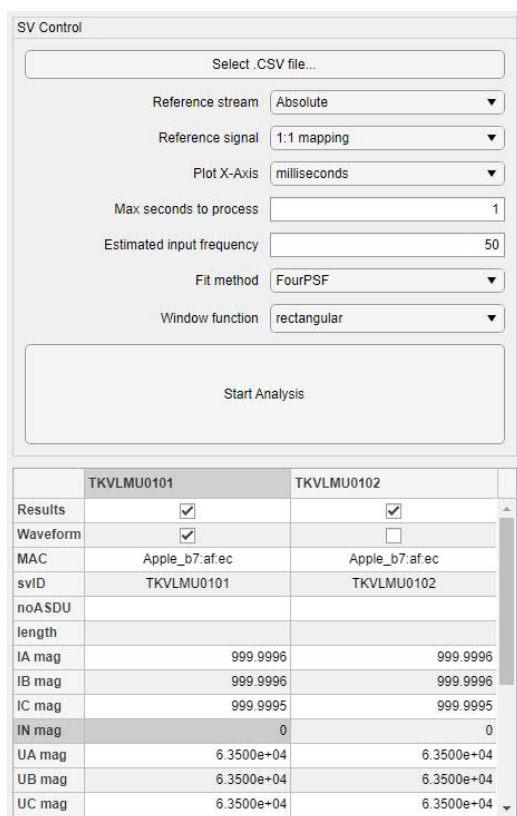 SV Control
Select .CSV file...
Reference stream Absolute
Reference signal 1:1 mapping
Plot X-Axis milliseconds
Max seconds to process 1
Estimated input frequency 50
Fit method FourPSF
Window function rectangular
Start Analysis
TKVLMU0101 TKVLMU0102
Results
Waveform
MAC Apple_b7:af:ec Apple_b7:af:ec
svID TKVLMU0101 TKVLMU0102
noASDU
length
IA mag 999.9996 999.9996
IB mag 999.9996 999.9996
IC mag 999.9995 999.9995
IN mag 0 0
UA mag 6.3500e+04 6.3500e+04
UB mag 6.3500e+04 6.3500e+04
UC mag 6.3500e+04 6.3500e+04